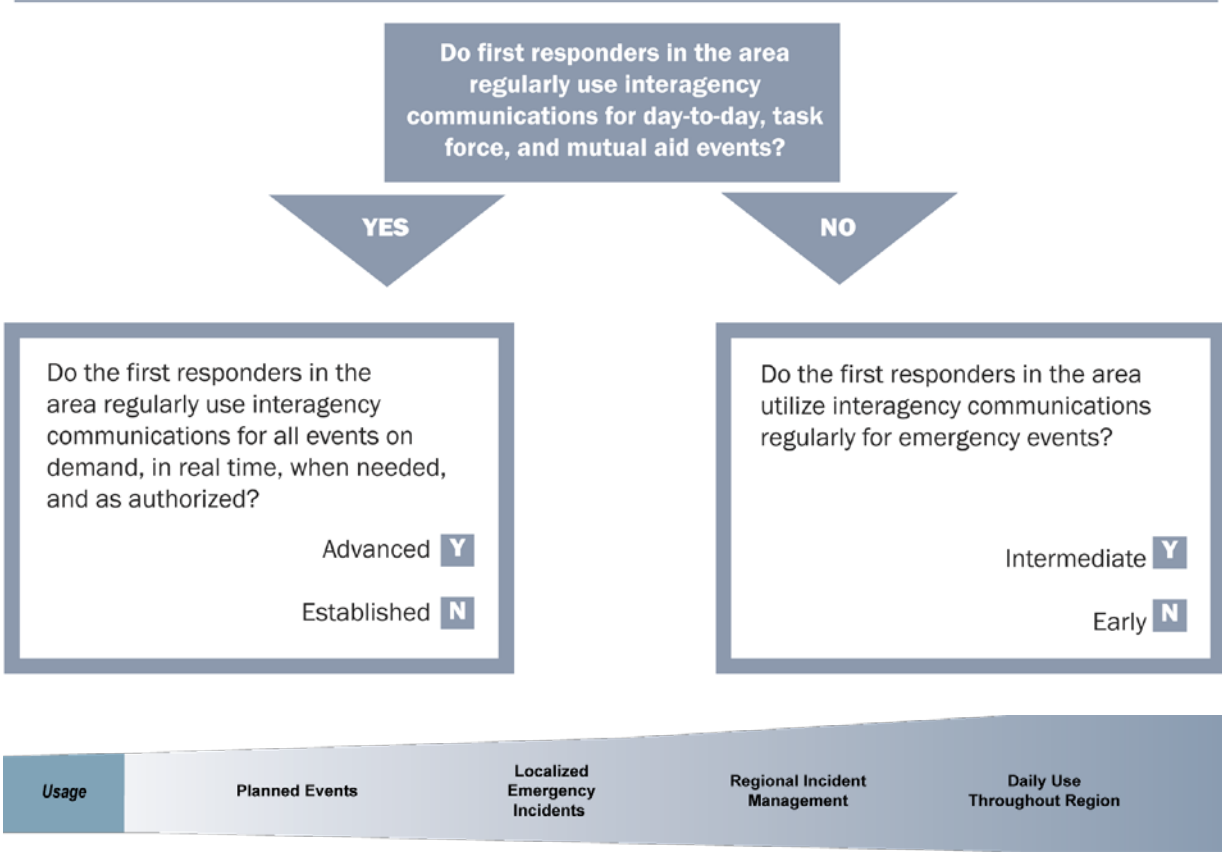 Do first responders in the area
regularly use interagency
communications for day-to-day, task
force, and mutual aid events?
YES
NO
Do the first responders in the
area regularly use interagency
communications for all events on
demand, in real time, when needed,
and as authorized?
Advanced Y
Established N
Do the first responders in the area
utilize interagency communications
regularly for emergency events?
Intermediate Y
Early N
Usage
Planned Events
Localized
Emergency
Incidents
Regional Incident
Management
Daily Use
Throughout Region